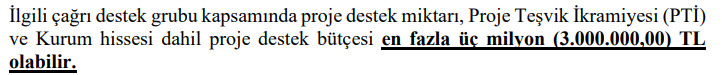 İlgili çağrı destek grubu kapsamında proje destek miktarı, Proje Teşvik İkramiyesi (PTİ)
ve Kurum hissesi dahil proje destek bütçesi en fazla üç milyon (3.000.000,00) TL
olabilir.